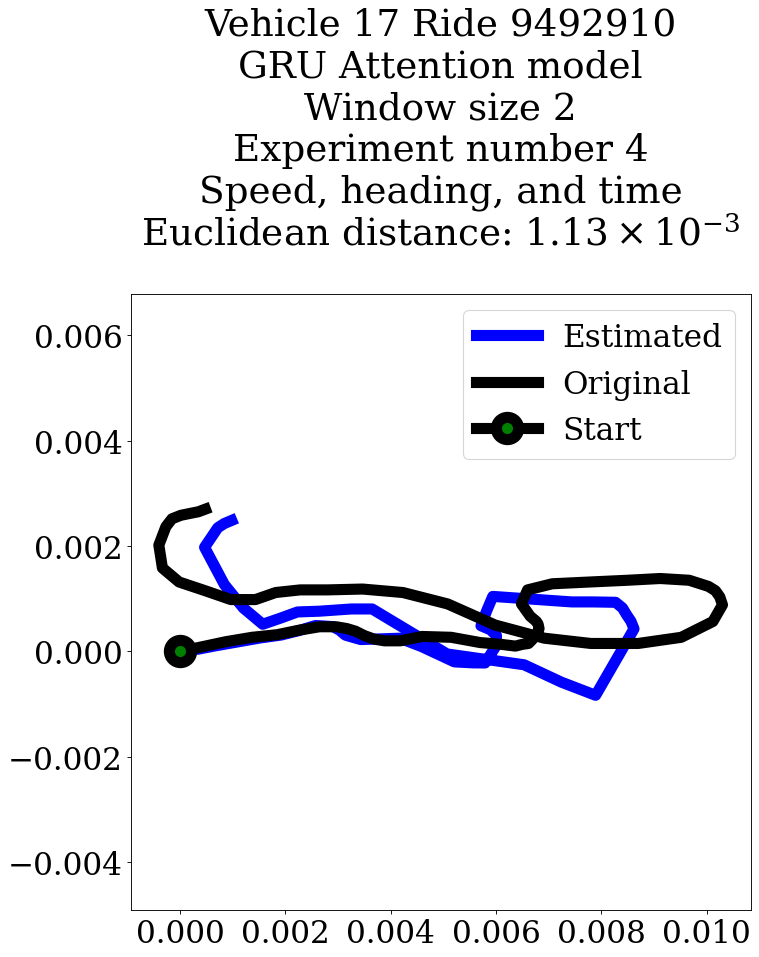 Vehicle 17 Ride 9492910
GRU Attention model
Window size 2
Experiment number 4
Speed, heading, and time
Euclidean distance: 1.13 × 10⁻³
Estimated
Original
Start
0.006
0.004
0.002
0.000
−0.002
−0.004
0.000 0.002 0.004 0.006 0.008 0.010